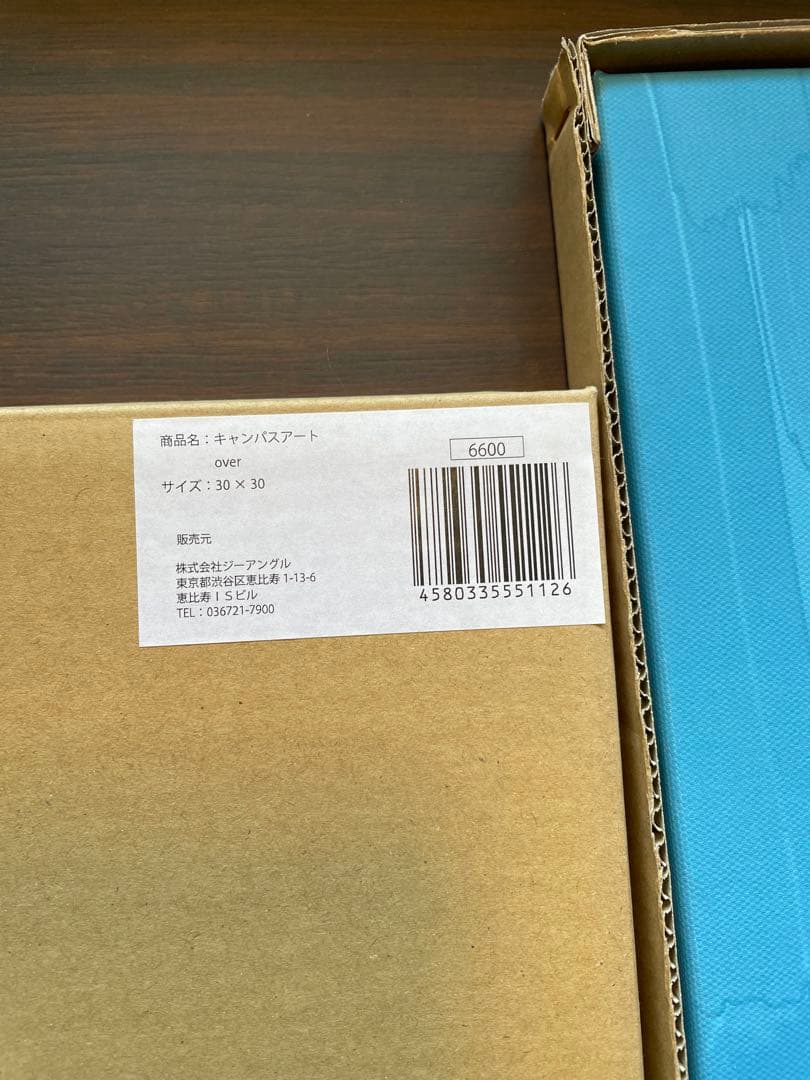 商品名：キャンパスアート
over
サイズ：30 × 30
販売元
株式会社ジーアングル
東京都渋谷区恵比寿 1-13-6
恵比寿ＩＳビル
TEL：036721-7900
6600
4580335551126